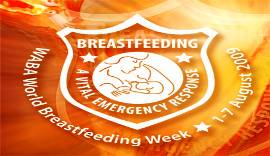 BREASTFEEDING
A VITAL EMERGENCY RESPONSE
WABA World Breastfeeding Week ★ 1-7 August 2009